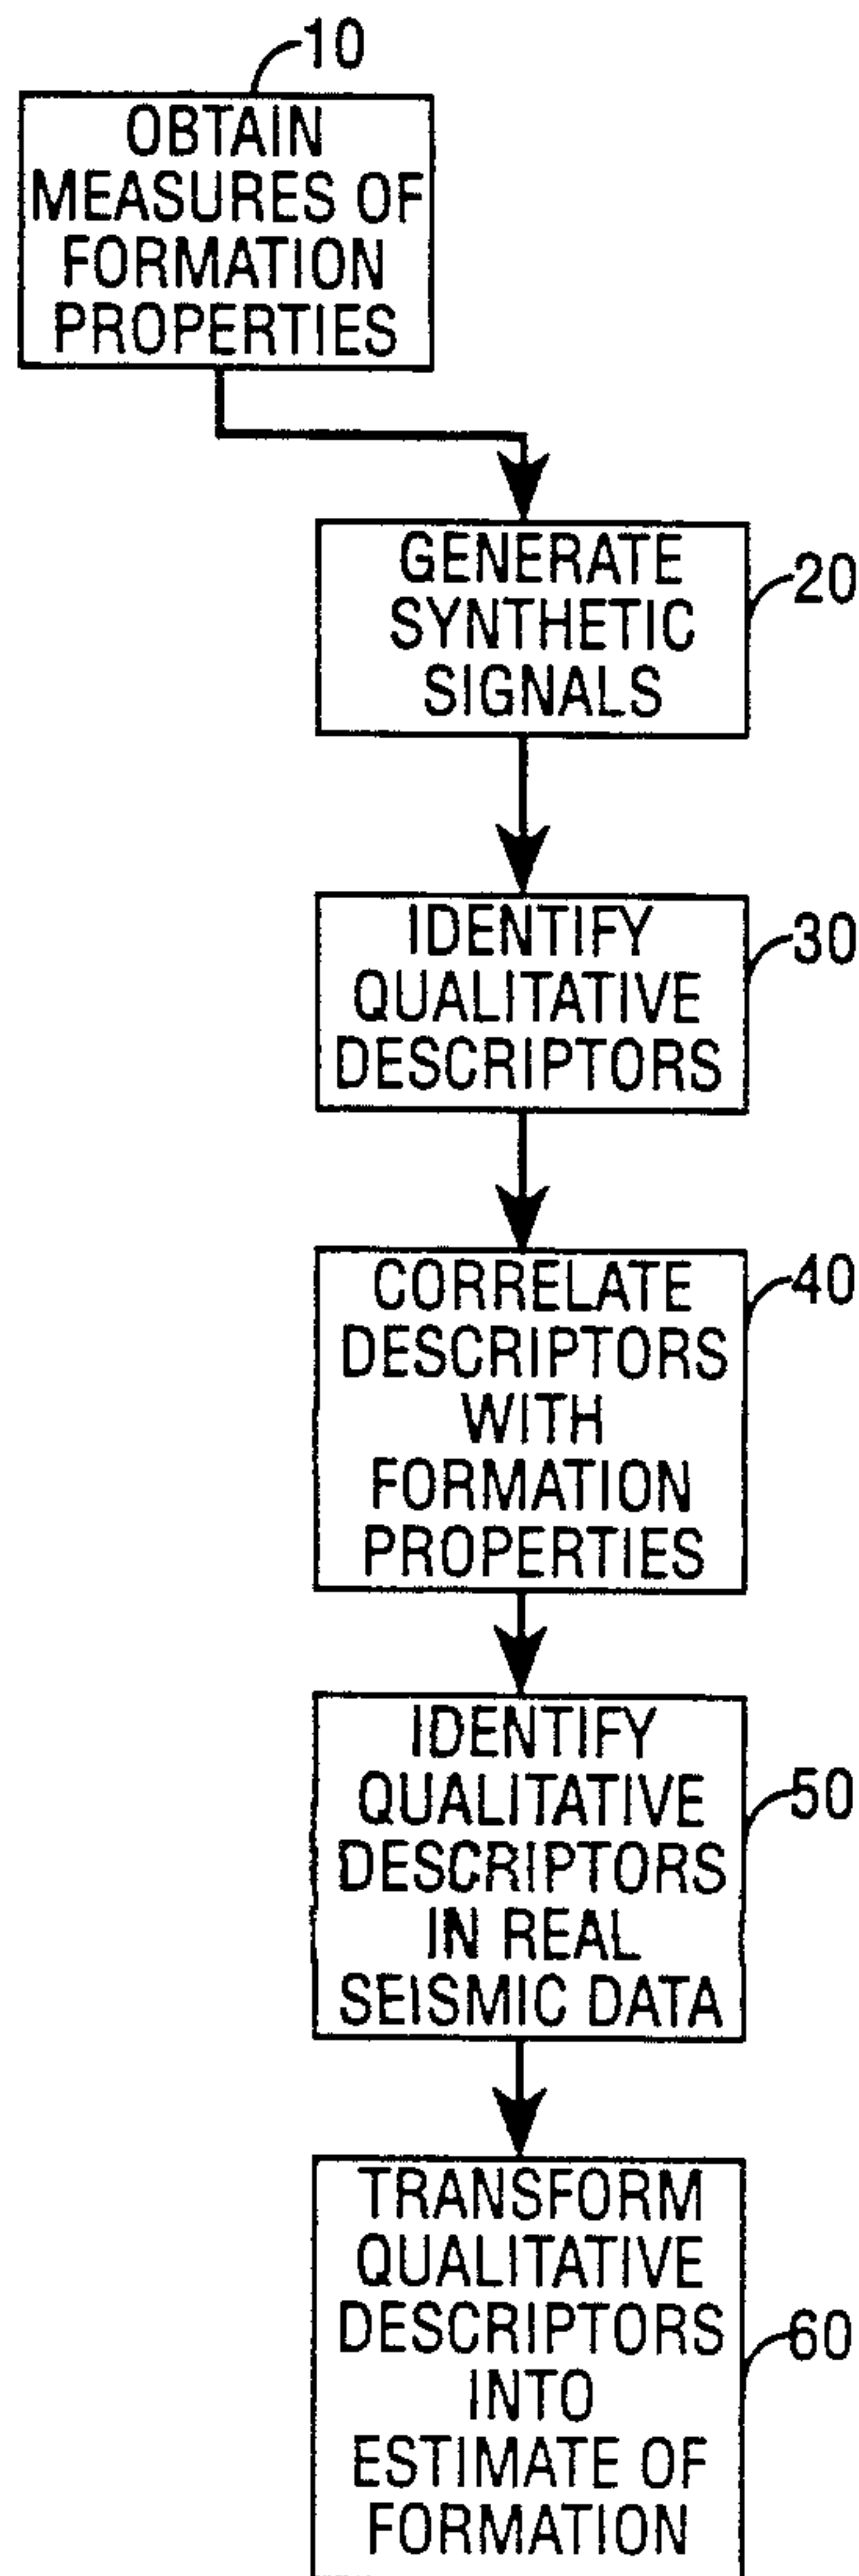 10
OBTAIN
MEASURES OF
FORMATION
PROPERTIES
GENERATE
SYNTHETIC
SIGNALS
20
IDENTIFY
QUALITATIVE
DESCRIPTORS
30
CORRELATE
DESCRIPTORS
WITH
FORMATION
PROPERTIES
40
IDENTIFY
QUALITATIVE
DESCRIPTORS
IN REAL
SEISMIC DATA
50
TRANSFORM
QUALITATIVE
DESCRIPTORS
INTO
ESTIMATE OF
FORMATION
60